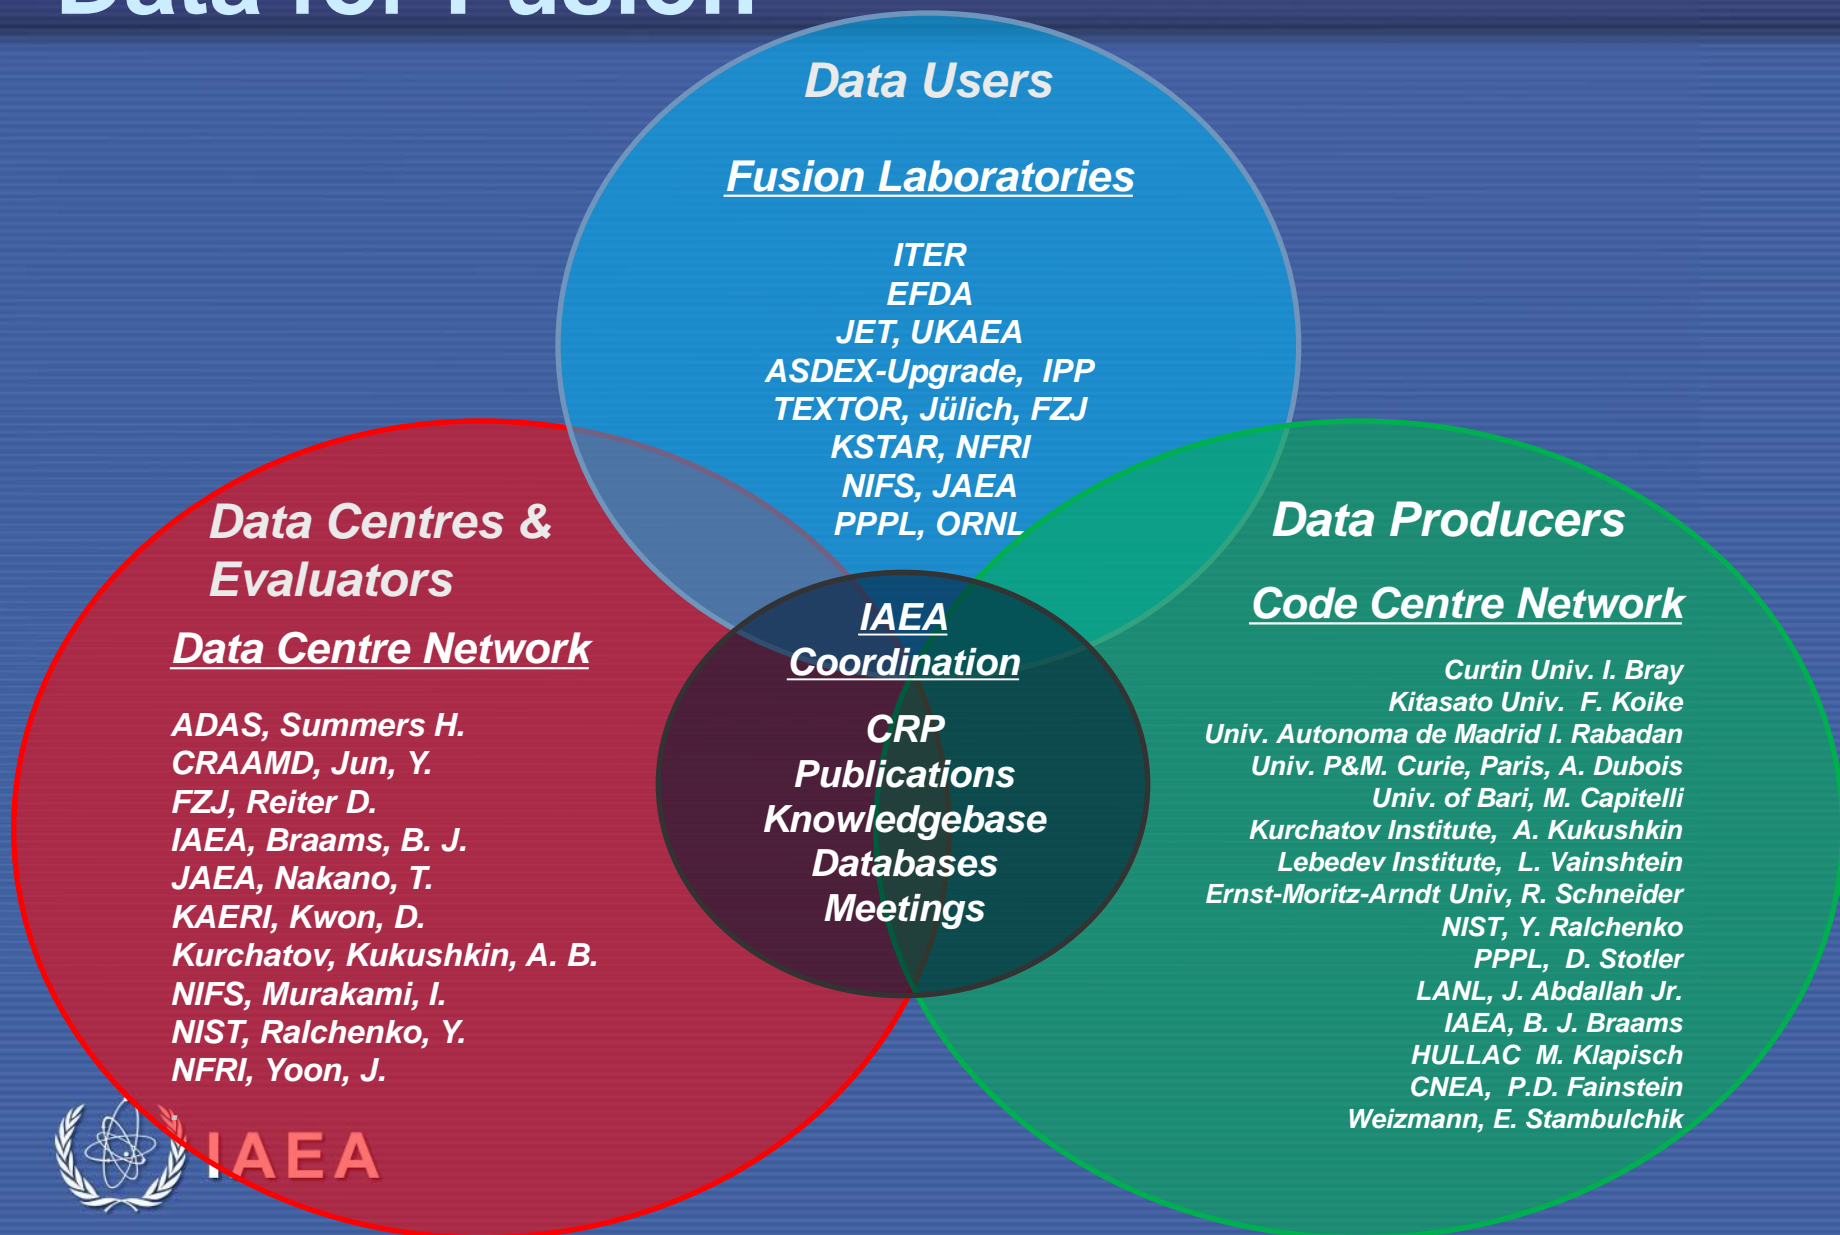 Data for Fusion
Data Users
Fusion Laboratories
ITER
EFDA
JET, UKAEA
ASDEX-Upgrade, IPP
TEXTOR, Jülich, FZJ
KSTAR, NFRI
NIFS, JAEA
PPPL, ORNL
Data Centres &
Evaluators
Data Centre Network
ADAS, Summers H.
CRAAMD, Jun, Y.
FZJ, Reiter D.
IAEA, Braams, B. J.
JAEA, Nakano, T.
KAERI, Kwon, D.
Kurchatov, Kukushkin, A. B.
NIFS, Murakami, I.
NIST, Ralchenko, Y.
NFRI, Yoon, J.
IAEA
Coordination
CRP
Publications
Knowledgebase
Databases
Meetings
Data Producers
Code Centre Network
Curtin Univ. I. Bray
Kitasato Univ. F. Koike
Univ. Autonoma de Madrid I. Rabadan
Univ. P&M. Curie, Paris, A. Dubois
Univ. of Bari, M. Capitelli
Kurchatov Institute, A. Kukushkin
Lebedev Institute, L. Vainshtein
Ernst-Moritz-Arndt Univ, R. Schneider
NIST, Y. Ralchenko
PPPL, D. Stotler
LANL, J. Abdallah Jr.
IAEA, B. J. Braams
HULLAC M. Klapisch
CNEA, P.D. Fainstein
Weizmann, E. Stambulchik
IAEA